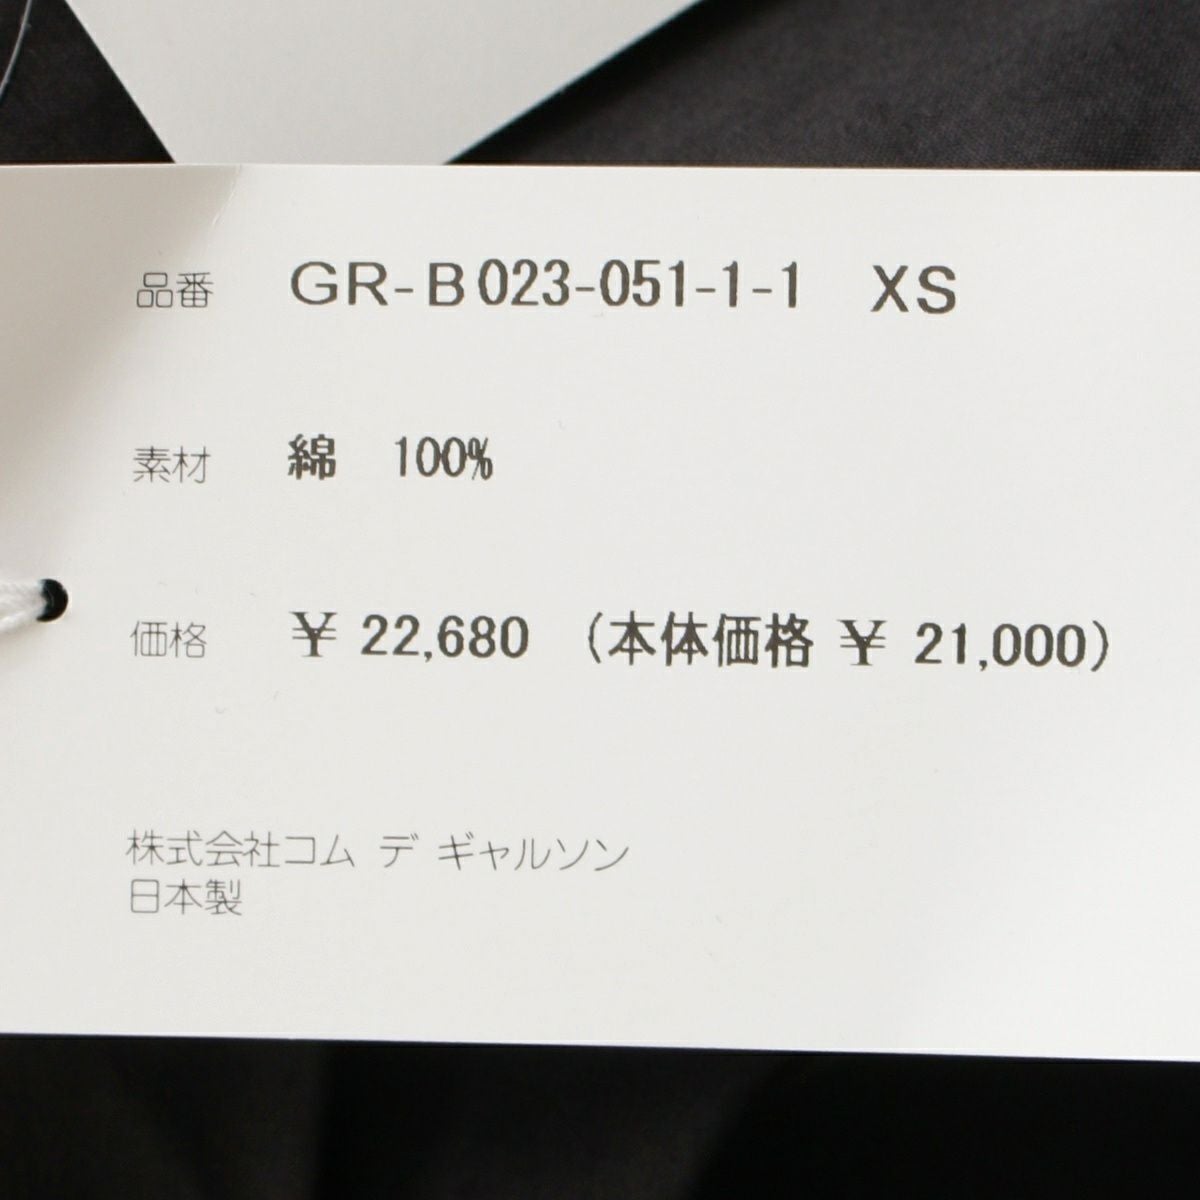 品番 GR-B023-051-1-1 XS
素材 綿 100%
価格 ￥ 22,680 （本体価格 ￥ 21,000）
株式会社コム デ ギャルソン
日本製